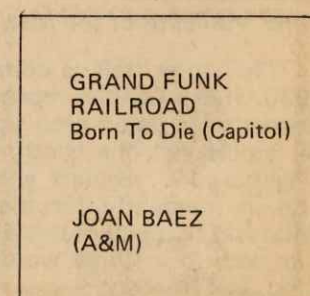 GRAND FUNK
RAILROAD
Born To Die (Capitol)
JOAN BAEZ
(A&M)